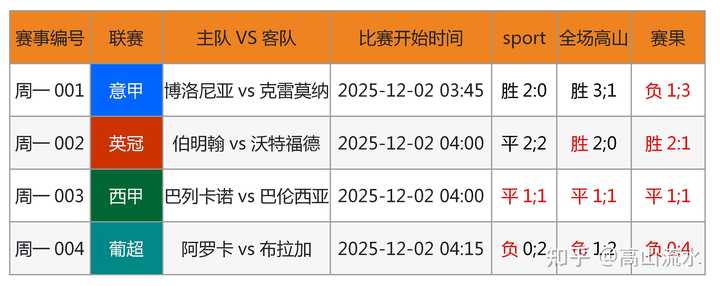 赛事编号 联赛 主队 VS 客队 比赛开始时间 sport 全场高山 赛果
周一 001 意甲 博洛尼亚 vs 克雷莫纳 2025-12-02 03:45 胜 2:0 胜 3;1 负 1;3
周一 002 英冠 伯明翰 vs 沃特福德 2025-12-02 04:00 平 2;2 胜 2;0 胜 2:1
周一 003 西甲 巴列卡诺 vs 巴伦西亚 2025-12-02 04:00 平 1;1 平 1;1 平 1;1
周一 004 葡超 阿罗卡 vs 布拉加 2025-12-02 04:15 负 0;2 负 1:2 负 0:4
知乎 @高山流水